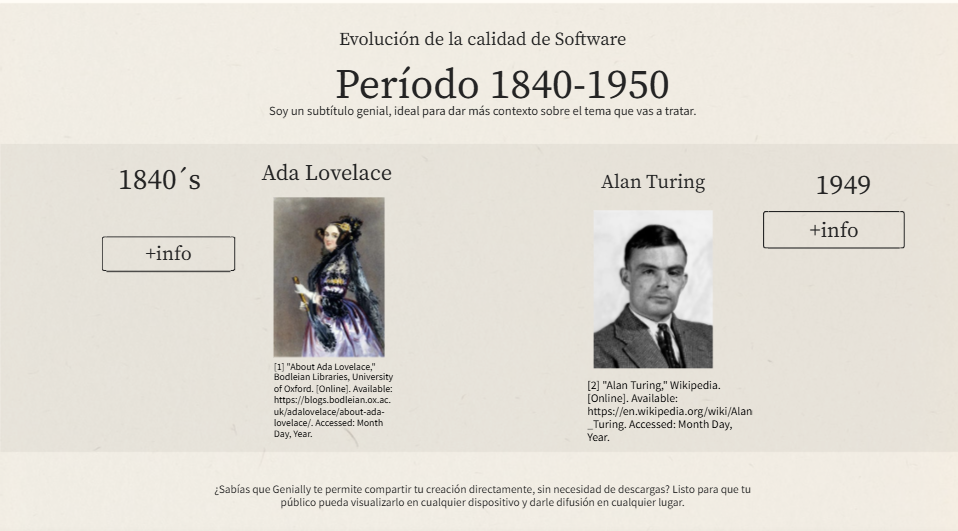 Evolución de la calidad de Software
Período 1840-1950
Soy un subtítulo genial, ideal para dar más contexto sobre el tema que vas a tratar.
1840´s
+info
Ada Lovelace
[1] "About Ada Lovelace,"
Bodleian Libraries, University
of Oxford. [Online]. Available:
https://blogs.bodleian.ox.ac.
uk/adalovelace/about-ada-
lovelace/. Accessed: Month
Day, Year.
Alan Turing
[2] "Alan Turing," Wikipedia.
[Online]. Available:
https://en.wikipedia.org/wiki/Alan
_Turing. Accessed: Month Day,
Year.
1949
+info
¿Sabías que Genially te permite compartir tu creación directamente, sin necesidad de descargas? Listo para que tu
público pueda visualizarlo en cualquier dispositivo y darle difusión en cualquier lugar.